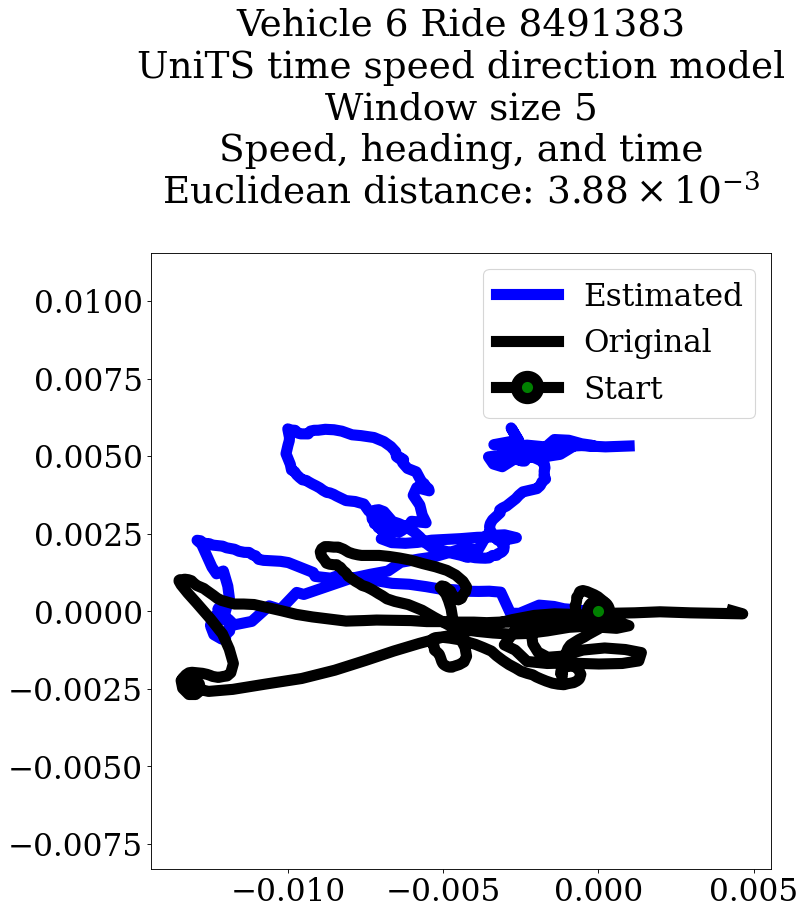 Vehicle 6 Ride 8491383
UniTS time speed direction model
Window size 5
Speed, heading, and time
Euclidean distance: 3.88 × 10⁻³
Estimated
Original
Start
0.0100
0.0075
0.0050
0.0025
0.0000
−0.0025
−0.0050
−0.0075
−0.010 −0.005 0.000 0.005